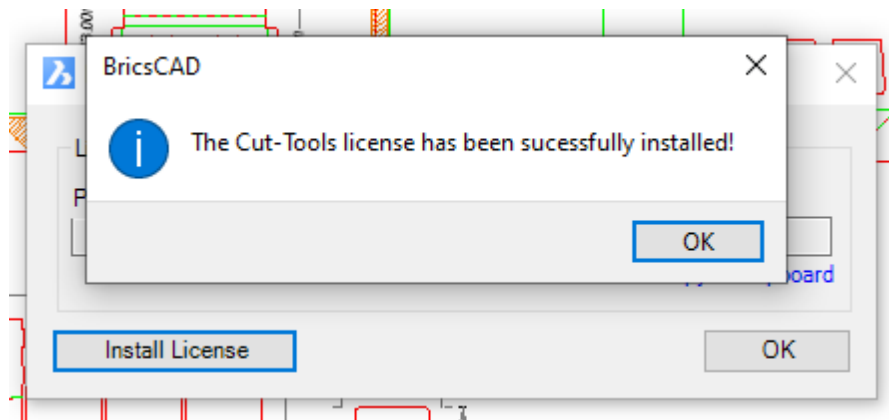 BricsCAD
The Cut-Tools license has been sucessfully installed!
OK
Install License
OK